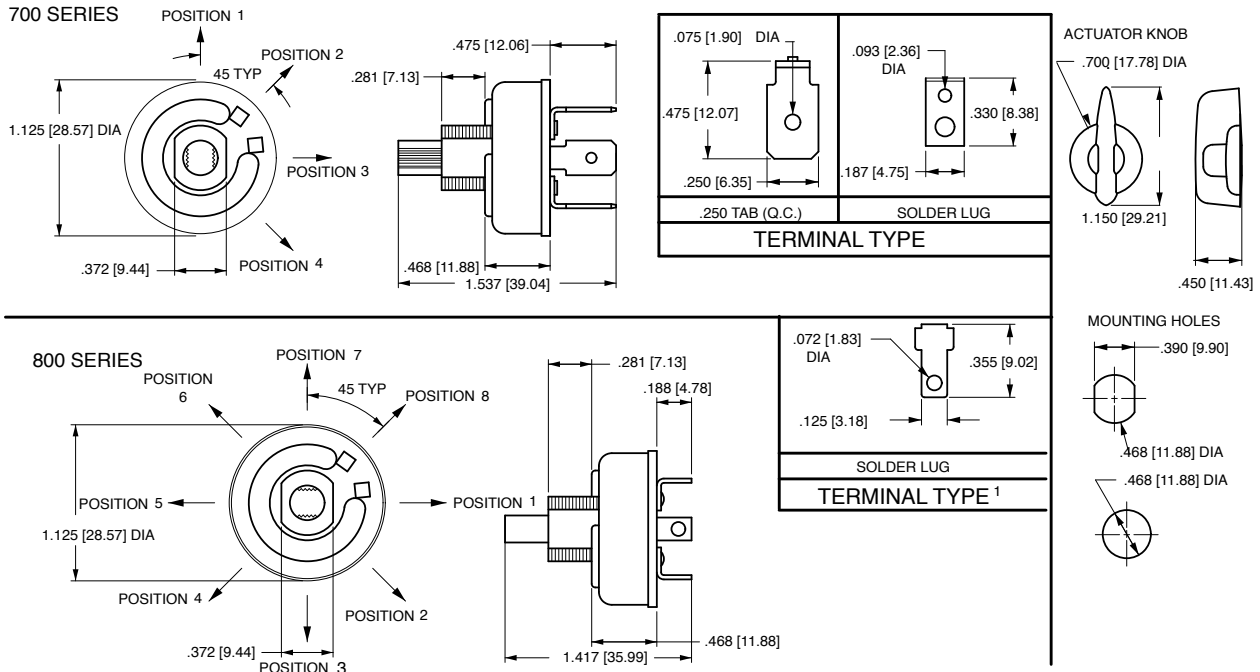 700 SERIES
POSITION 1
POSITION 2
45 TYP
1.125 [28.57] DIA
POSITION 3
POSITION 4
.372 [9.44]
.475 [12.06]
.281 [7.13]
.468 [11.88]
1.537 [39.04]
.075 [1.90] DIA
.475 [12.07]
.250 [6.35]
.250 TAB (Q.C.)
.093 [2.36]
DIA
.330 [8.38]
.187 [4.75]
SOLDER LUG
TERMINAL TYPE
ACTUATOR KNOB
.700 [17.78] DIA
1.150 [29.21]
.450 [11.43]
800 SERIES
POSITION 7
POSITION
6
45 TYP
POSITION 8
POSITION 5
POSITION 1
1.125 [28.57] DIA
POSITION 4
POSITION 2
.372 [9.44]
POSITION 3
.281 [7.13]
.188 [4.78]
.468 [11.88]
1.417 [35.99]
.072 [1.83]
DIA
.355 [9.02]
.125 [3.18]
SOLDER LUG
TERMINAL TYPE 1
MOUNTING HOLES
.390 [9.90]
.468 [11.88] DIA
.468 [11.88] DIA